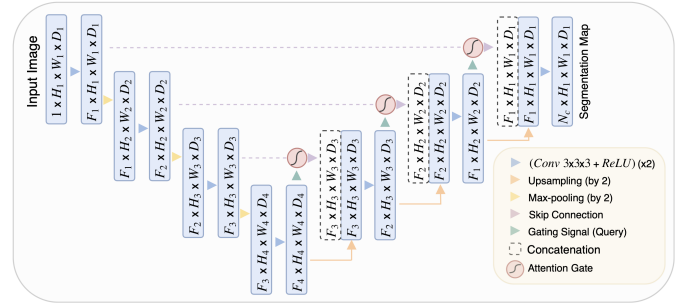 Input Image
1 x H₁ x W₁ x D₁
F₁ x H₁ x W₁ x D₁
F₁ x H₂ x W₂ x D₂
F₂ x H₂ x W₂ x D₂
F₂ x H₃ x W₃ x D₃
F₃ x H₃ x W₃ x D₃
F₃ x H₄ x W₄ x D₄
F₄ x H₄ x W₄ x D₄
F₃ x H₃ x W₃ x D₃
F₃ x H₃ x W₃ x D₃
F₂ x H₃ x W₃ x D₃
F₂ x H₂ x W₂ x D₂
F₂ x H₂ x W₂ x D₂
F₁ x H₂ x W₂ x D₂
F₁ x H₁ x W₁ x D₁
F₁ x H₁ x W₁ x D₁
N꜀ x H₁ x W₁ x D₁
Segmentation Map
(Conv 3x3x3 + ReLU) (x2)
Upsampling (by 2)
Max-pooling (by 2)
Skip Connection
Gating Signal (Query)
Concatenation
Attention Gate